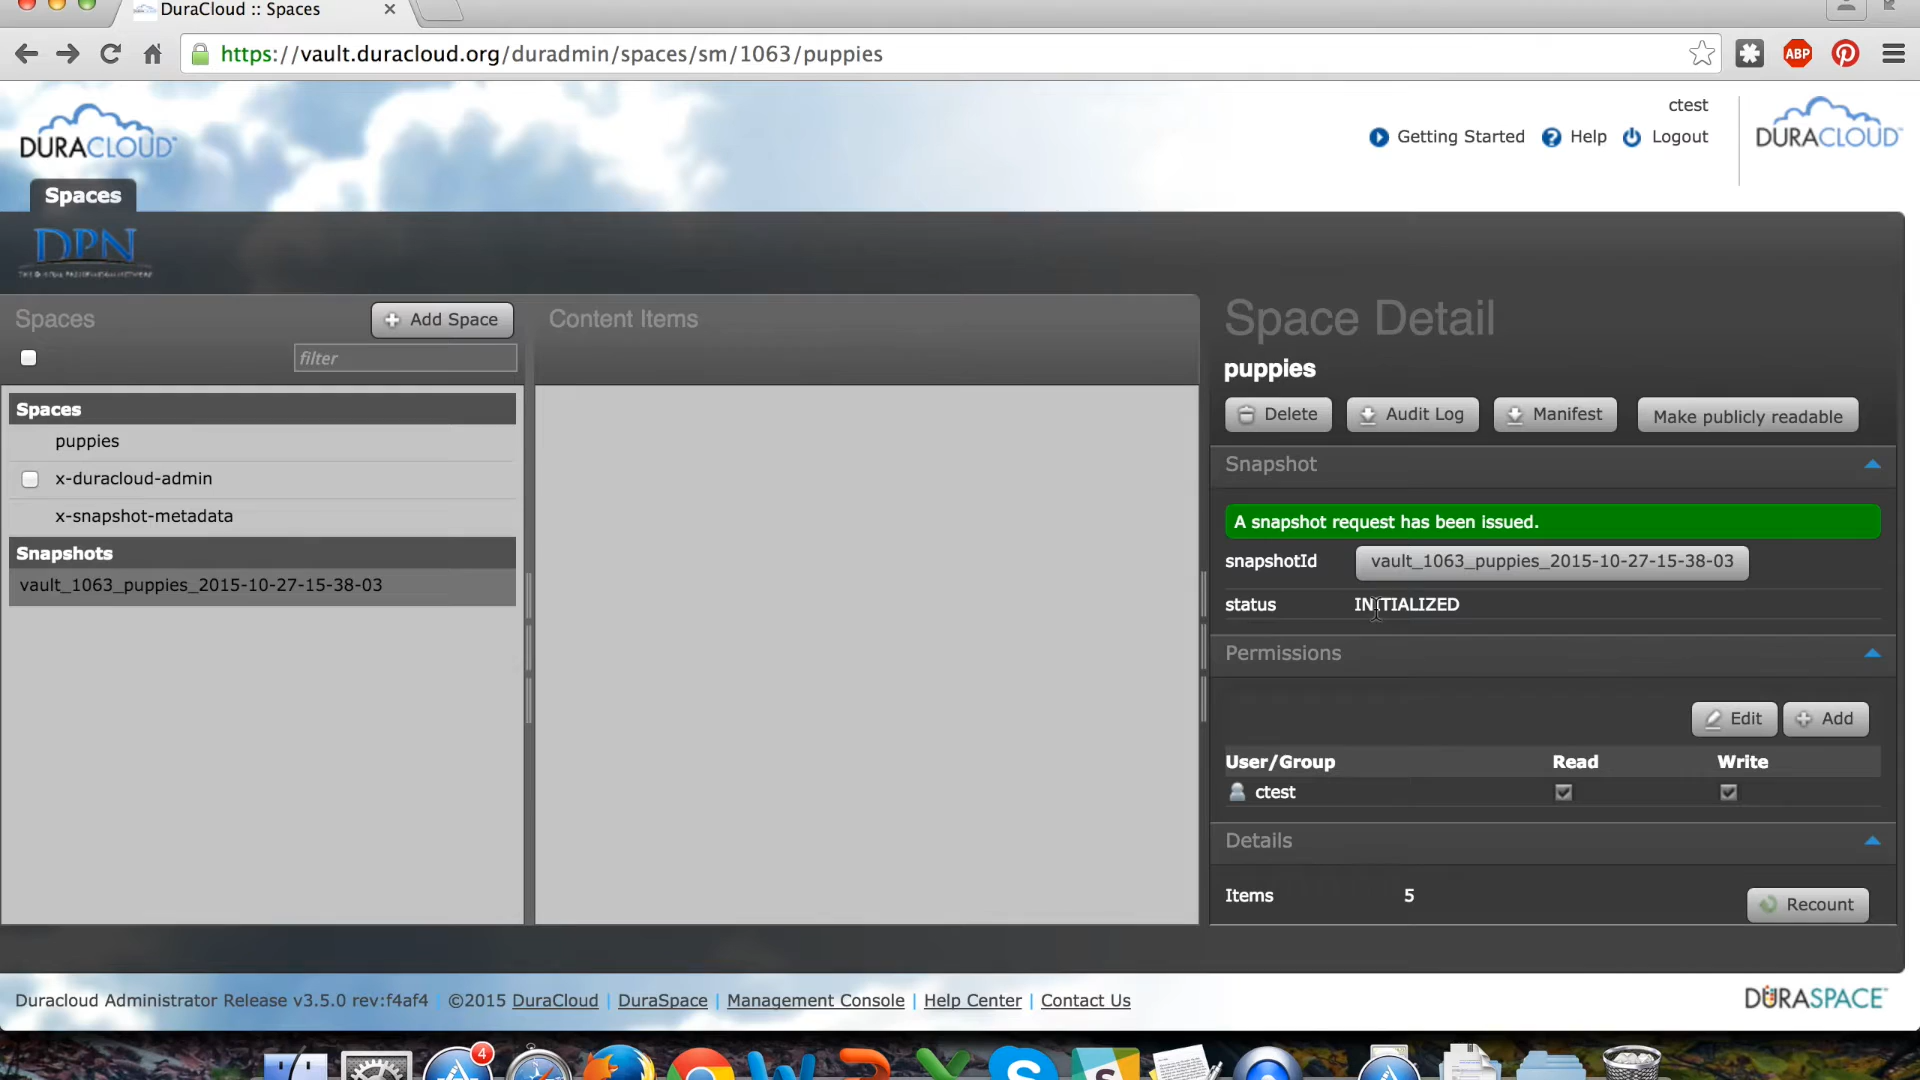 DuraCloud :: Spaces
https://vault.duracloud.org/duradmin/spaces/sm/1063/puppies
ABP
ctest
Getting Started
Help
Logout
DURACLOUD
DURACLOUD
Spaces
DPN
Spaces
Add Space
filter
Spaces
puppies
x-duracloud-admin
x-snapshot-metadata
Snapshots
vault_1063_puppies_2015-10-27-15-38-03
Content Items
Space Detail
puppies
Delete
Audit Log
Manifest
Make publicly readable
Snapshot
A snapshot request has been issued.
snapshotId vault_1063_puppies_2015-10-27-15-38-03
status INITIALIZED
Permissions
Edit
Add
User/Group Read Write
ctest
Details
Items 5
Recount
Duracloud Administrator Release v3.5.0 rev:f4af4 | ©2015 DuraCloud | DuraSpace | Management Console | Help Center | Contact Us
DURASPACE
4